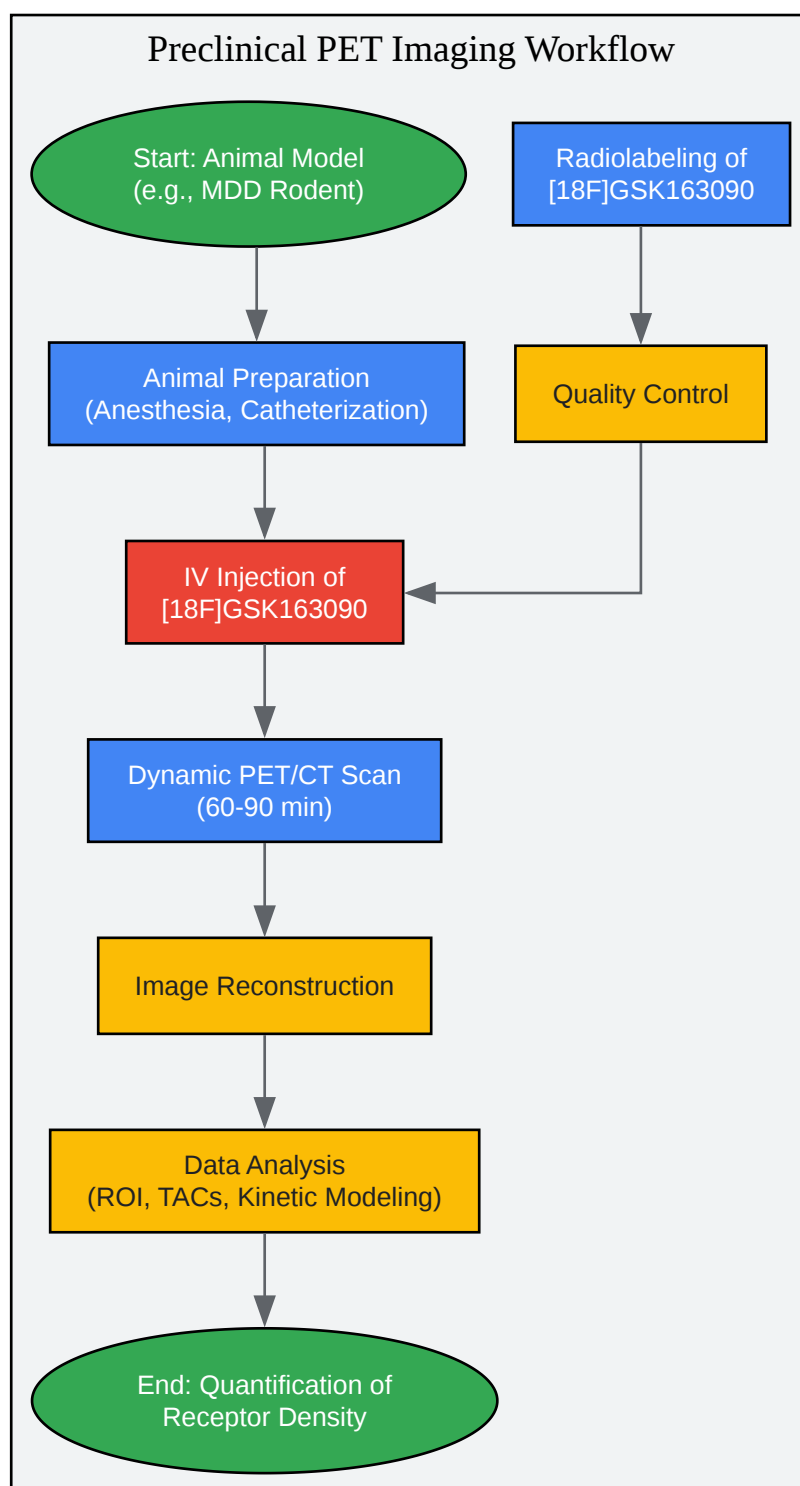 Preclinical PET Imaging Workflow
Start: Animal Model
(e.g., MDD Rodent)
Radiolabeling of
[18F]GSK163090
Animal Preparation
(Anesthesia, Catheterization)
Quality Control
IV Injection of
[18F]GSK163090
Dynamic PET/CT Scan
(60-90 min)
Image Reconstruction
Data Analysis
(ROI, TACs, Kinetic Modeling)
End: Quantification of
Receptor Density